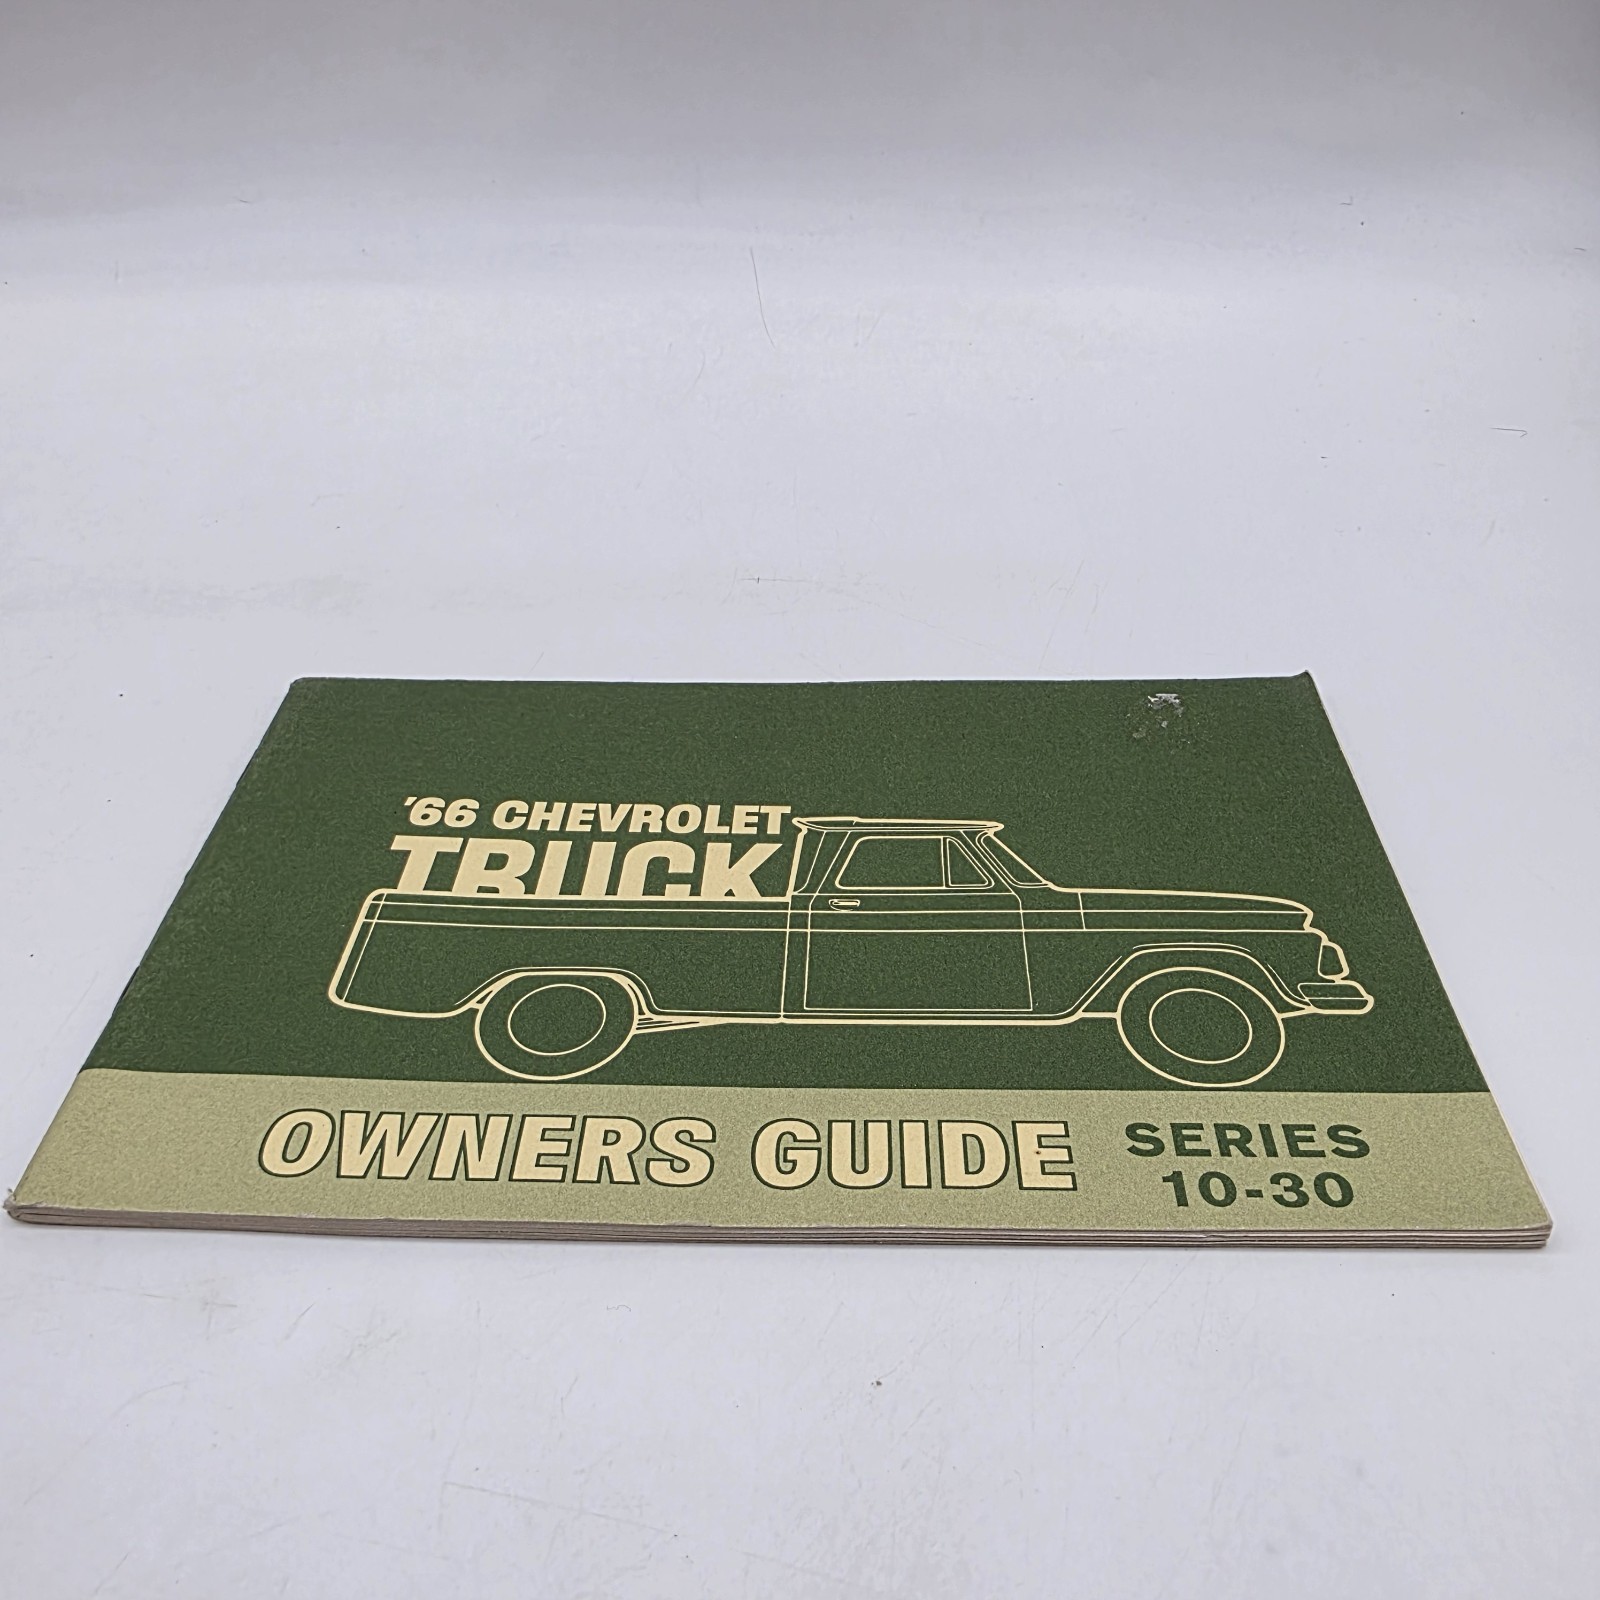 '66 CHEVROLET
TRUCK
OWNERS GUIDE
SERIES
10-30